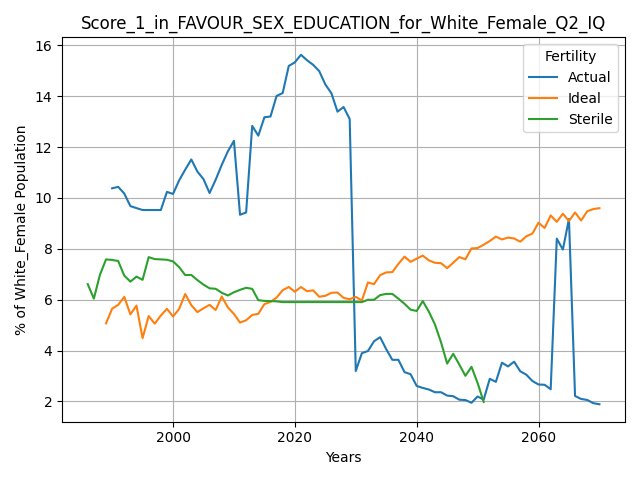 Score_1_in_FAVOUR_SEX_EDUCATION_for_White_Female_Q2_IQ
Fertility
Actual
Ideal
Sterile
% of White_Female Population
16
14
12
10
8
6
4
2
2000 2020 2040 2060
Years